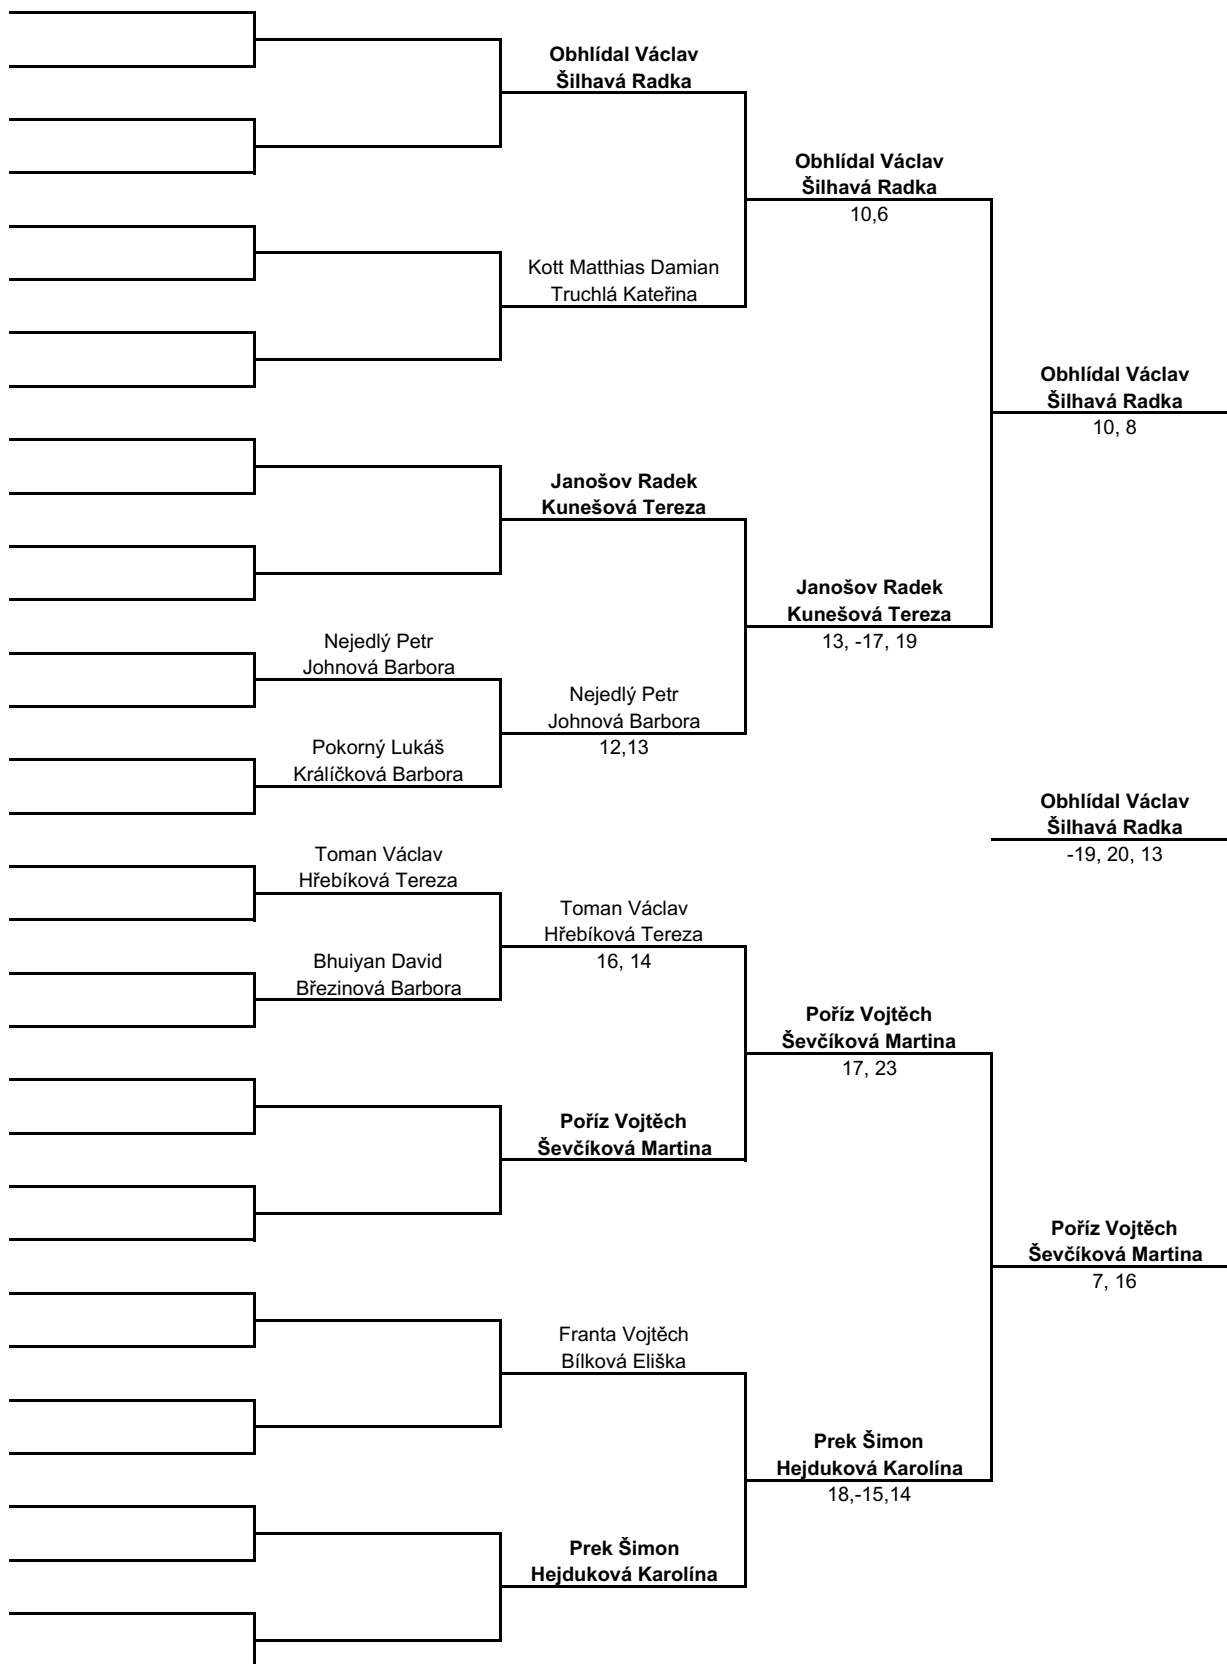 Obhlídal Václav
Šilhavá Radka
Obhlídal Václav
Šilhavá Radka
10,6
Kott Matthias Damian
Truchlá Kateřina
Obhlídal Václav
Šilhavá Radka
10, 8
Janošov Radek
Kunešová Tereza
Janošov Radek
Kunešová Tereza
13, -17, 19
Nejedlý Petr
Johnová Barbora
Nejedlý Petr
Johnová Barbora
12,13
Pokorný Lukáš
Králíčková Barbora
Obhlídal Václav
Šilhavá Radka
-19, 20, 13
Toman Václav
Hřebíková Tereza
Toman Václav
Hřebíková Tereza
16, 14
Bhuiyan David
Březinová Barbora
Poříz Vojtěch
Ševčíková Martina
17, 23
Poříz Vojtěch
Ševčíková Martina
Poříz Vojtěch
Ševčíková Martina
7, 16
Franta Vojtěch
Bílková Eliška
Prek Šimon
Hejduková Karolína
18,-15,14
Prek Šimon
Hejduková Karolína